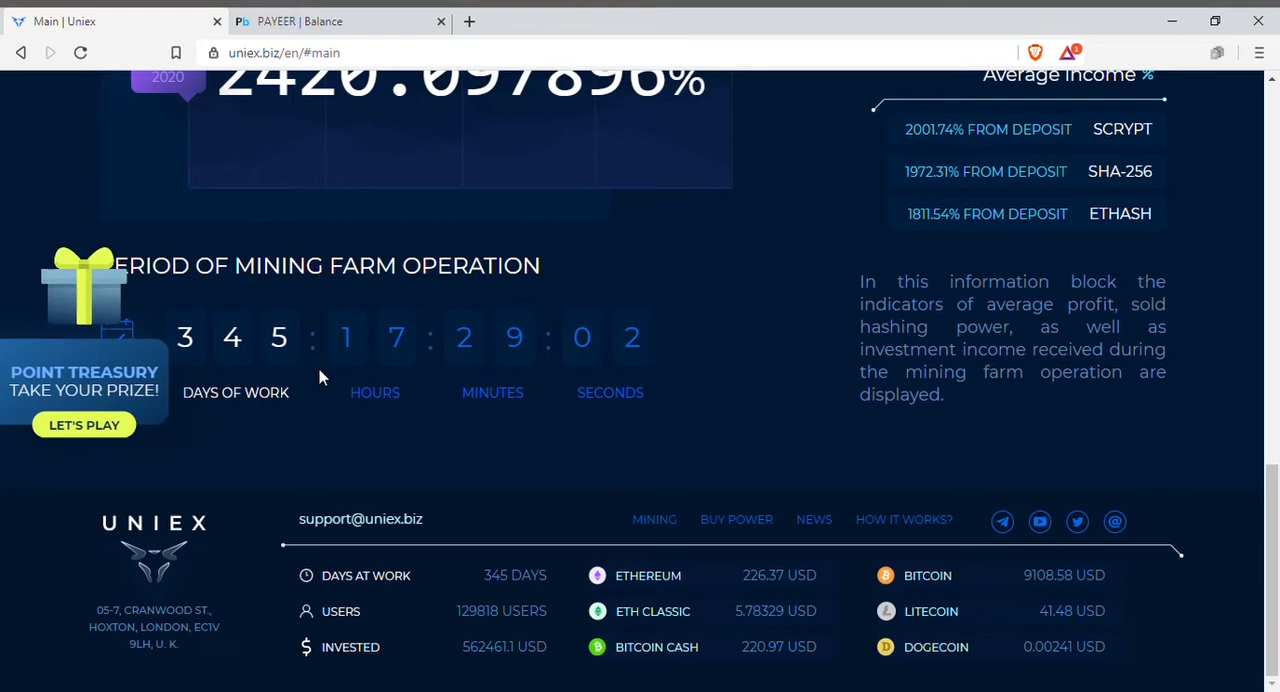 Main | Uniex
Pb PAYEER | Balance
uniex.biz/en/#main
1
2020
2420.097896%
Average Income %
2001.74% FROM DEPOSIT SCRYPT
1972.31% FROM DEPOSIT SHA-256
1811.54% FROM DEPOSIT ETHASH
ERIOD OF MINING FARM OPERATION
3 4 5 : 1 7 : 2 9 : 0 2
DAYS OF WORK HOURS MINUTES SECONDS
In this information block the
indicators of average profit, sold
hashing power, as well as
investment income received during
the mining farm operation are
displayed.
POINT TREASURY
TAKE YOUR PRIZE!
LET'S PLAY
UNIEX
05-7, CRANWOOD ST.,
HOXTON, LONDON, EC1V
9LH, U. K.
support@uniex.biz
MINING BUY POWER NEWS HOW IT WORKS?
DAYS AT WORK 345 DAYS
USERS 129818 USERS
INVESTED 562461.1 USD
ETHEREUM 226.37 USD
ETH CLASSIC 5.78329 USD
BITCOIN CASH 220.97 USD
BITCOIN 9108.58 USD
LITECOIN 41.48 USD
DOGECOIN 0.00241 USD